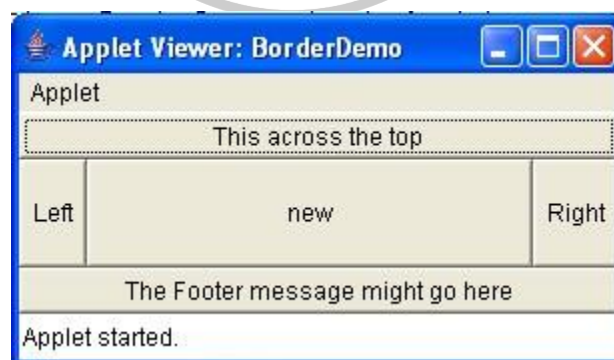 Applet Viewer: BorderDemo
Applet
This across the top
Left new Right
The Footer message might go here
Applet started.